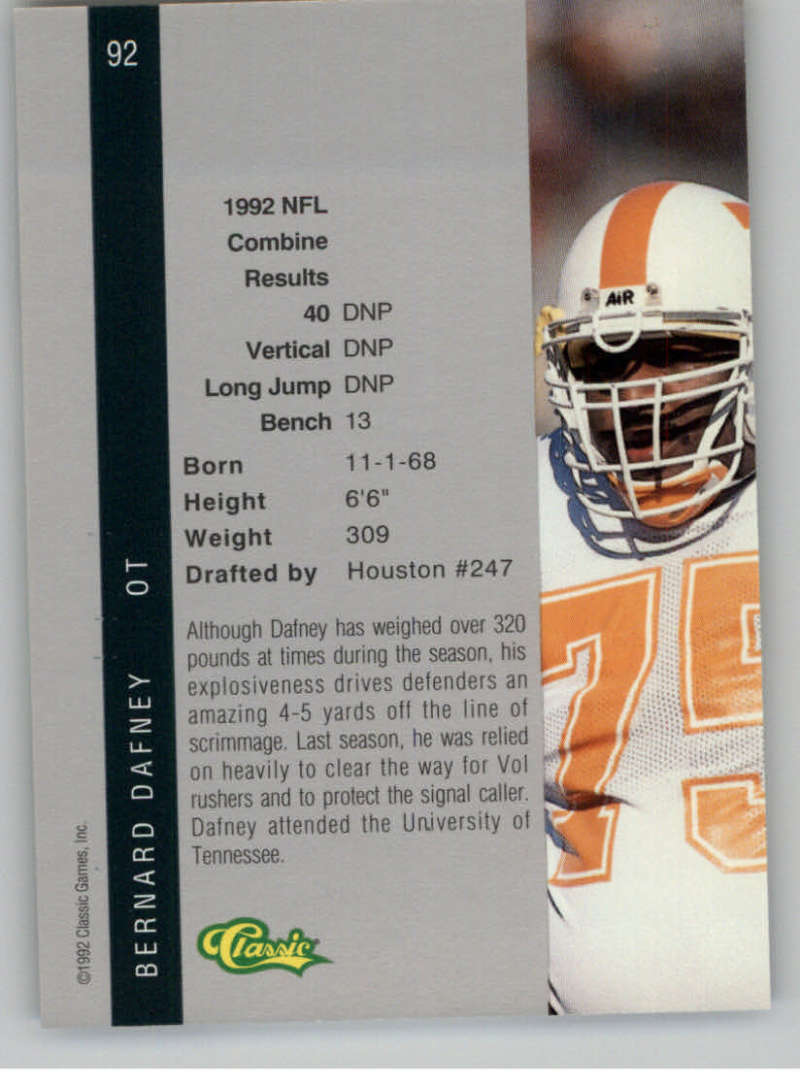 92
1992 NFL
Combine
Results
40 DNP
Vertical DNP
Long Jump DNP
Bench 13
Born 11-1-68
Height 6'6"
Weight 309
Drafted by Houston #247
Although Dafney has weighed over 320
pounds at times during the season, his
explosiveness drives defenders an
amazing 4-5 yards off the line of
scrimmage. Last season, he was relied
on heavily to clear the way for Vol
rushers and to protect the signal caller.
Dafney attended the University of
Tennessee.
Classic
BERNARD DAFNEY OT
©1992 Classic Games, Inc.
AiR
75